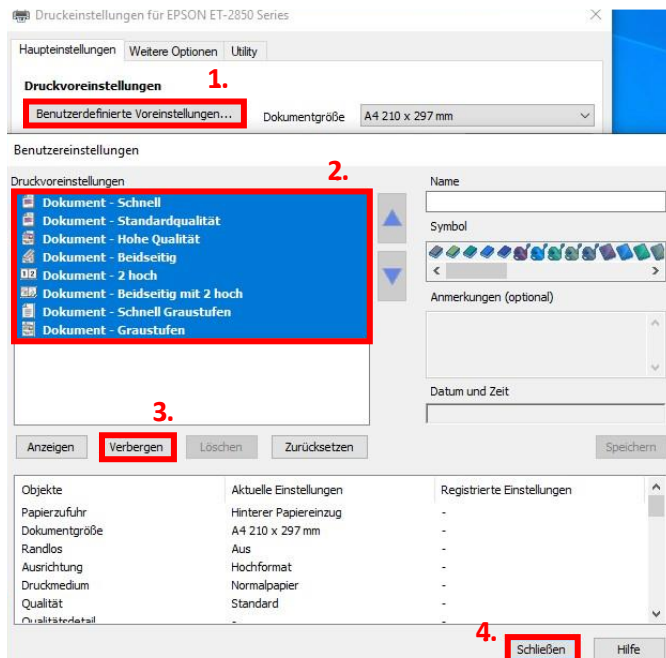 Druckeinstellungen für EPSON ET-2850 Series
Haupteinstellungen Weitere Optionen Utility
1.
Druckvoreinstellungen
Benutzerdefinierte Voreinstellungen... Dokumentgröße A4 210 x 297 mm
Benutzereinstellungen
2.
Druckvoreinstellungen
Dokument - Schnell
Dokument - Standardqualität
Dokument - Hohe Qualität
Dokument - Beidseitig
Dokument - 2 hoch
Dokument - Beidseitig mit 2 hoch
Dokument - Schnell Graustufen
Dokument - Graustufen
Name
Symbol
Anmerkungen (optional)
Datum und Zeit
3.
Anzeigen Verbergen Löschen Zurücksetzen Speichern
Objekte Aktuelle Einstellungen Registrierte Einstellungen
Papierzufuhr Hinterer Papiereinzug -
Dokumentgröße A4 210 x 297 mm -
Randlos Aus -
Ausrichtung Hochformat -
Druckmedium Normalpapier -
Qualität Standard -
Qualitätsdetail - -
4.
Schließen Hilfe